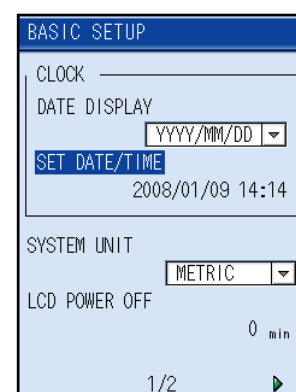 BASIC SETUP
CLOCK
DATE DISPLAY
YYYY/MM/DD
SET DATE/TIME
2008/01/09 14:14
SYSTEM UNIT
METRIC
LCD POWER OFF
0 min
1/2